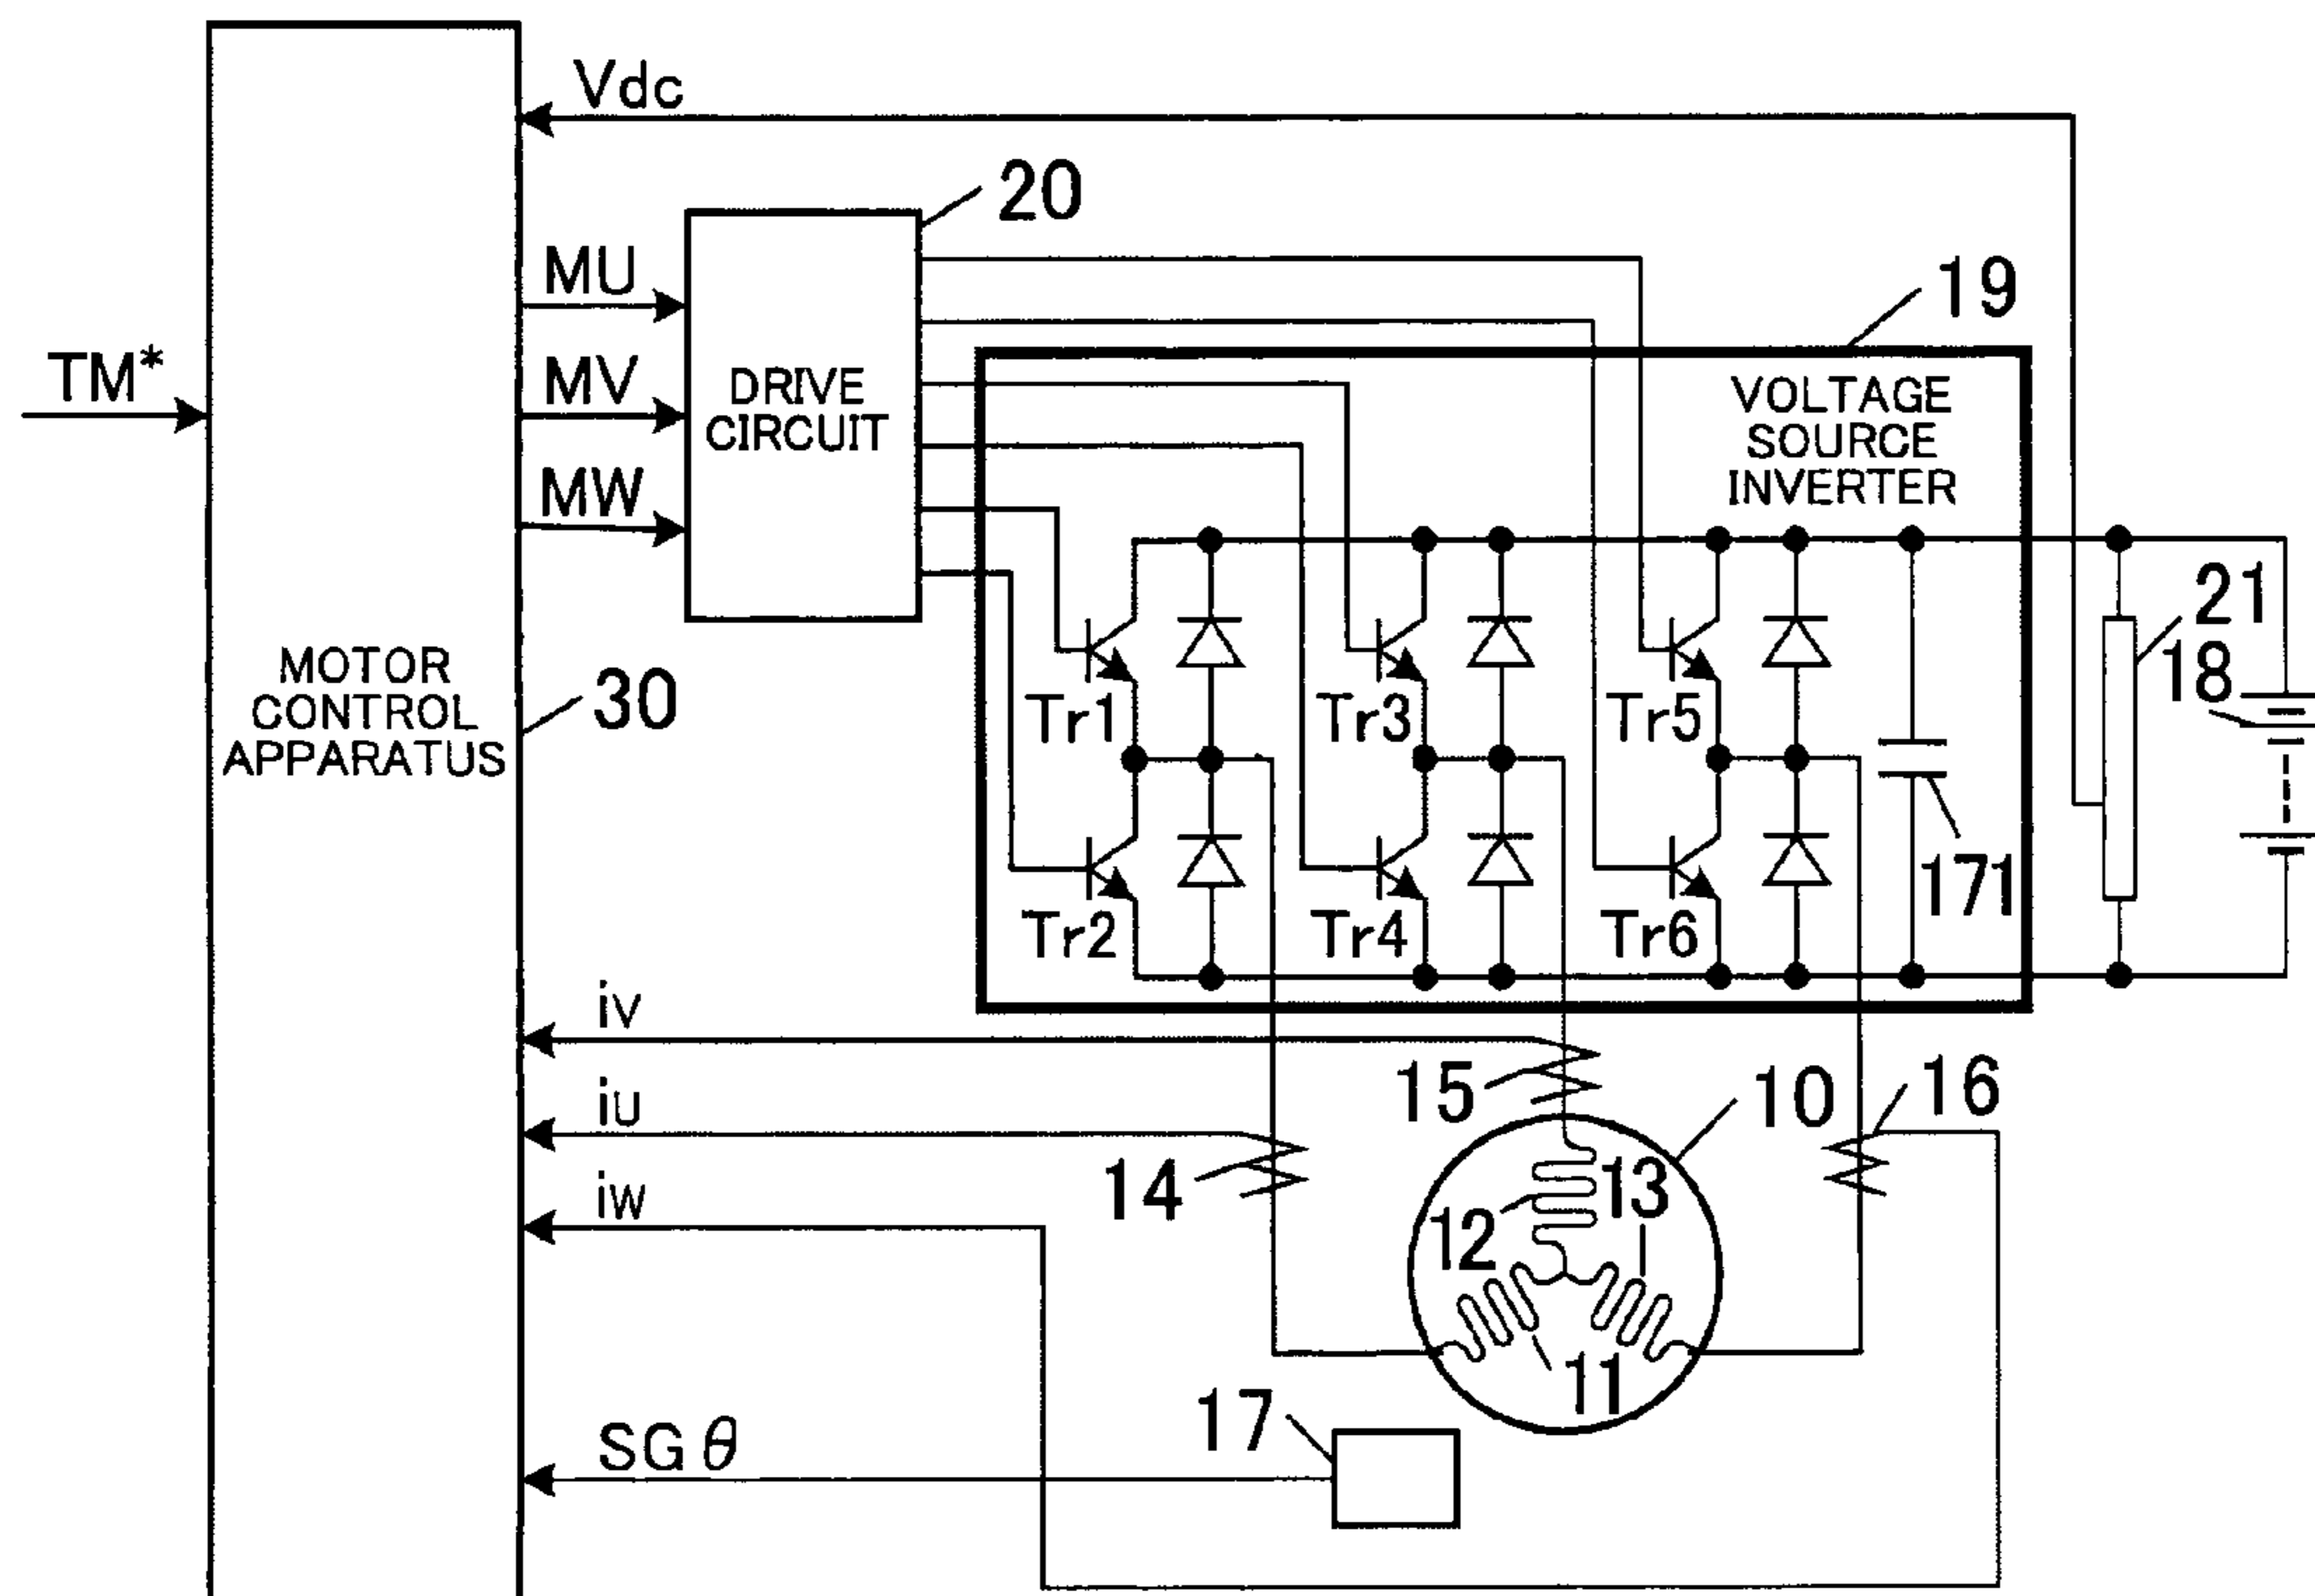 Vdc
20
MU
19
TM*
MV
DRIVE
CIRCUIT
VOLTAGE
SOURCE
INVERTER
MW
21
18
MOTOR
CONTROL
APPARATUS
30
Tr1
Tr3
Tr5
171
Tr2
Tr4
Tr6
iv
15
10
16
iu
14
13
iw
12
11
17
SG θ